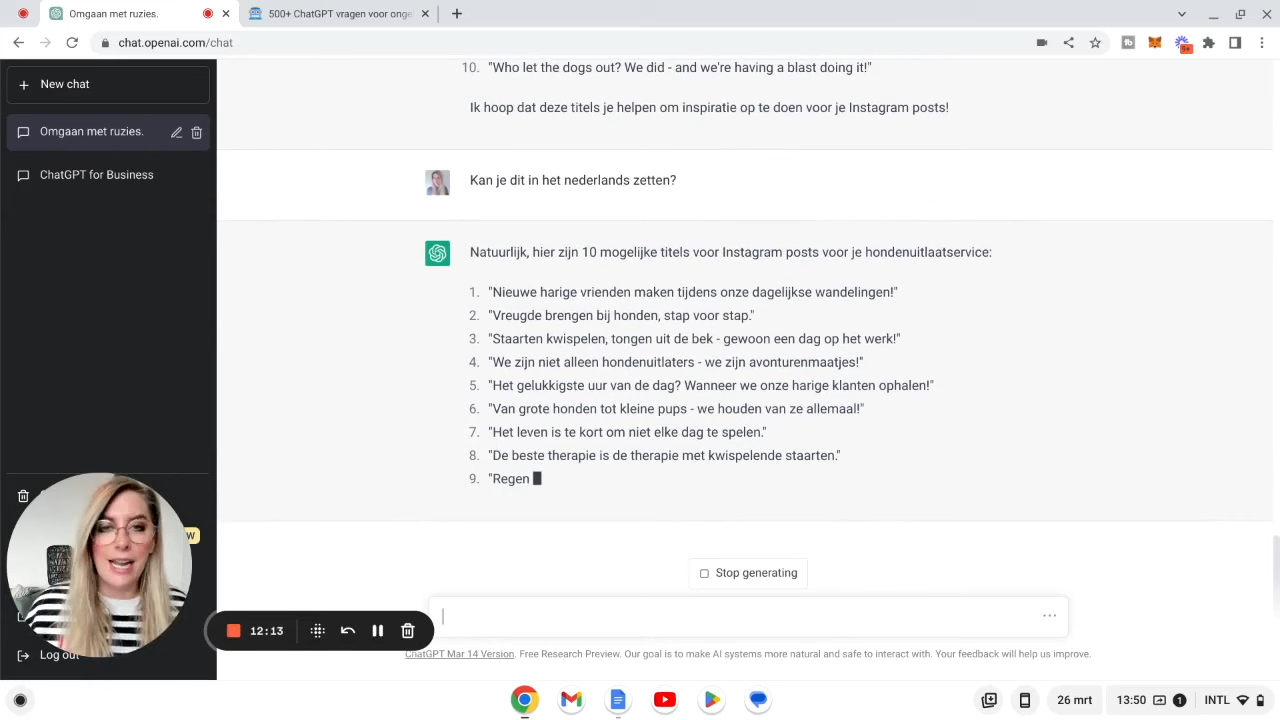 Omgaan met ruzies.
500+ ChatGPT vragen voor onge
chat.openai.com/chat
9+
New chat
Omgaan met ruzies.
ChatGPT for Business
10. "Who let the dogs out? We did - and we're having a blast doing it!"
Ik hoop dat deze titels je helpen om inspiratie op te doen voor je Instagram posts!
Kan je dit in het nederlands zetten?
Natuurlijk, hier zijn 10 mogelijke titels voor Instagram posts voor je hondenuitlaatservice:
1. "Nieuwe harige vrienden maken tijdens onze dagelijkse wandelingen!"
2. "Vreugde brengen bij honden, stap voor stap."
3. "Staarten kwispelen, tongen uit de bek - gewoon een dag op het werk!"
4. "We zijn niet alleen hondenuitlaters - we zijn avonturenmaatjes!"
5. "Het gelukkigste uur van de dag? Wanneer we onze harige klanten ophalen!"
6. "Van grote honden tot kleine pups - we houden van ze allemaal!"
7. "Het leven is te kort om niet elke dag te spelen."
8. "De beste therapie is de therapie met kwispelende staarten."
9. "Regen
Stop generating
12:13
Log out
ChatGPT Mar 14 Version. Free Research Preview. Our goal is to make AI systems more natural and safe to interact with. Your feedback will help us improve.
26 mrt
13:50
1
INTL